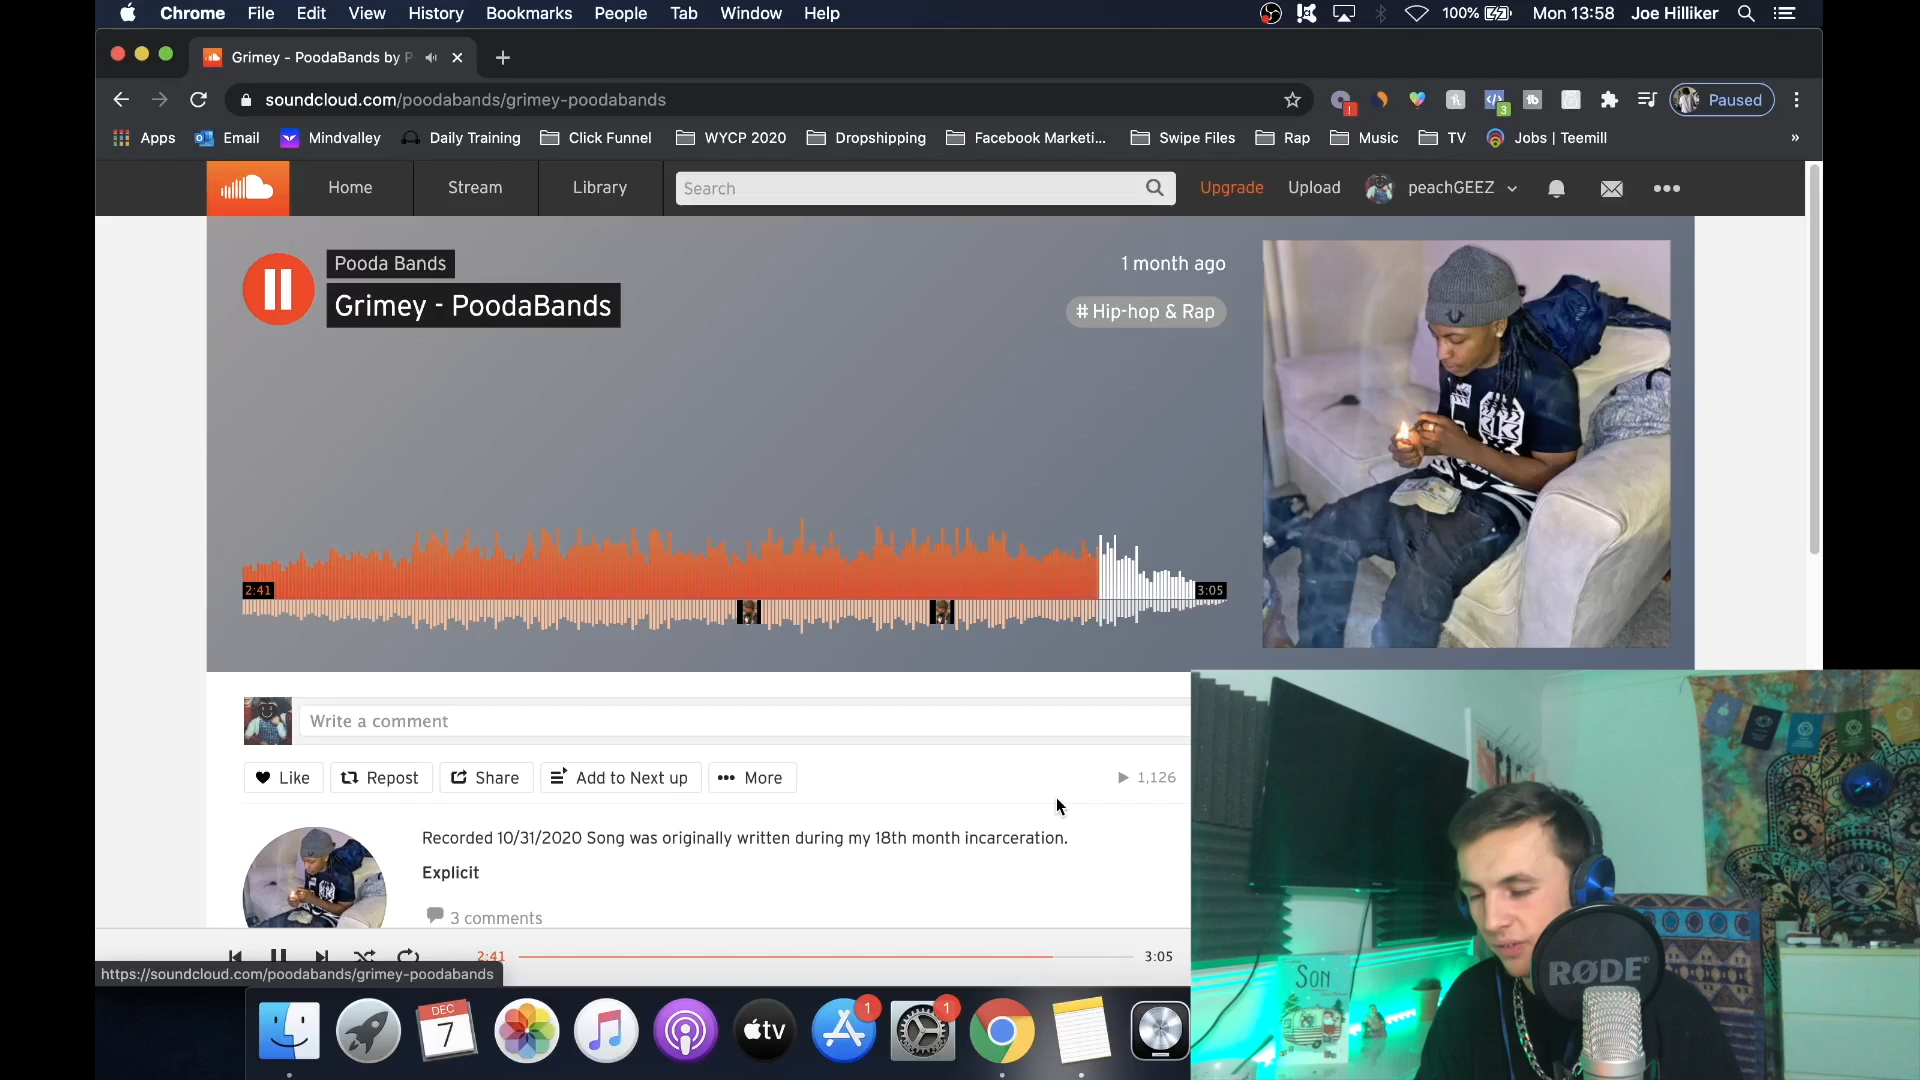 Chrome File Edit View History Bookmarks People Tab Window Help 100% Mon 13:58 Joe Hilliker
Grimey - PoodaBands by P
soundcloud.com/poodabands/grimey-poodabands Paused
Apps Email Mindvalley Daily Training Click Funnel WYCP 2020 Dropshipping Facebook Marketi... Swipe Files Rap Music TV Jobs | Teemill »
Home Stream Library Search Upgrade Upload peachGEEZ
Pooda Bands 1 month ago
Grimey - PoodaBands # Hip-hop & Rap
2:41 3:05
Write a comment
Like Repost Share Add to Next up More 1,126
Recorded 10/31/2020 Song was originally written during my 18th month incarceration.
Explicit
3 comments
2:41 3:05
https://soundcloud.com/poodabands/grimey-poodabands
DEC
7
tv
1
1
SON
RØDE